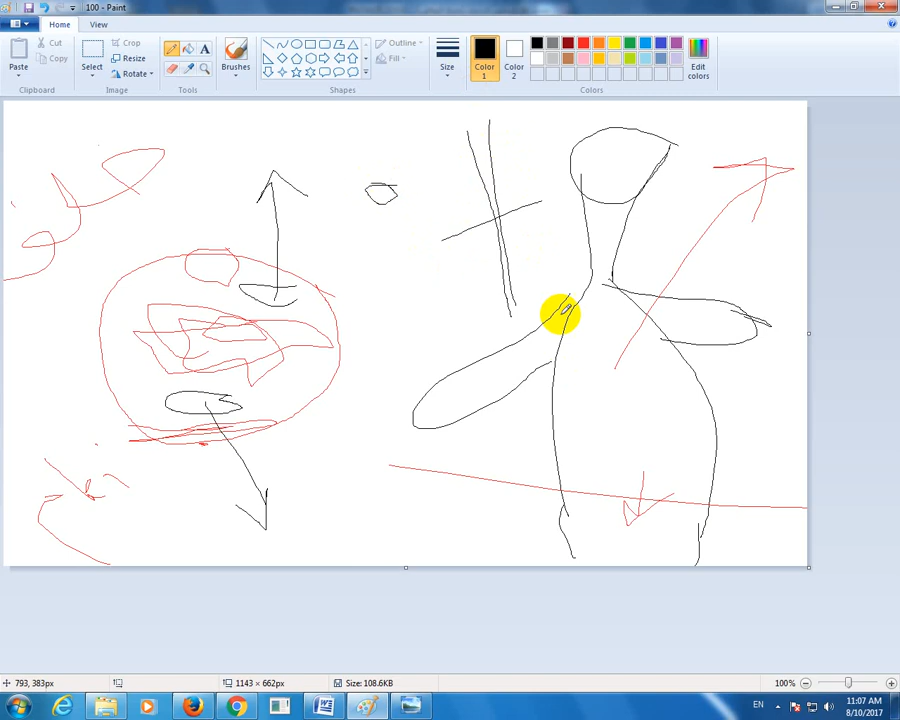 100 - Paint
Home
View
Paste
Cut
Copy
Clipboard
Select
Crop
Resize
Rotate
Image
A
Tools
Brushes
Outline
Fill
Shapes
Size
Color 1
Color 2
Edit colors
Colors
793, 383px
1143 × 662px
Size: 108.6KB
100%
EN
11:07 AM
8/10/2017